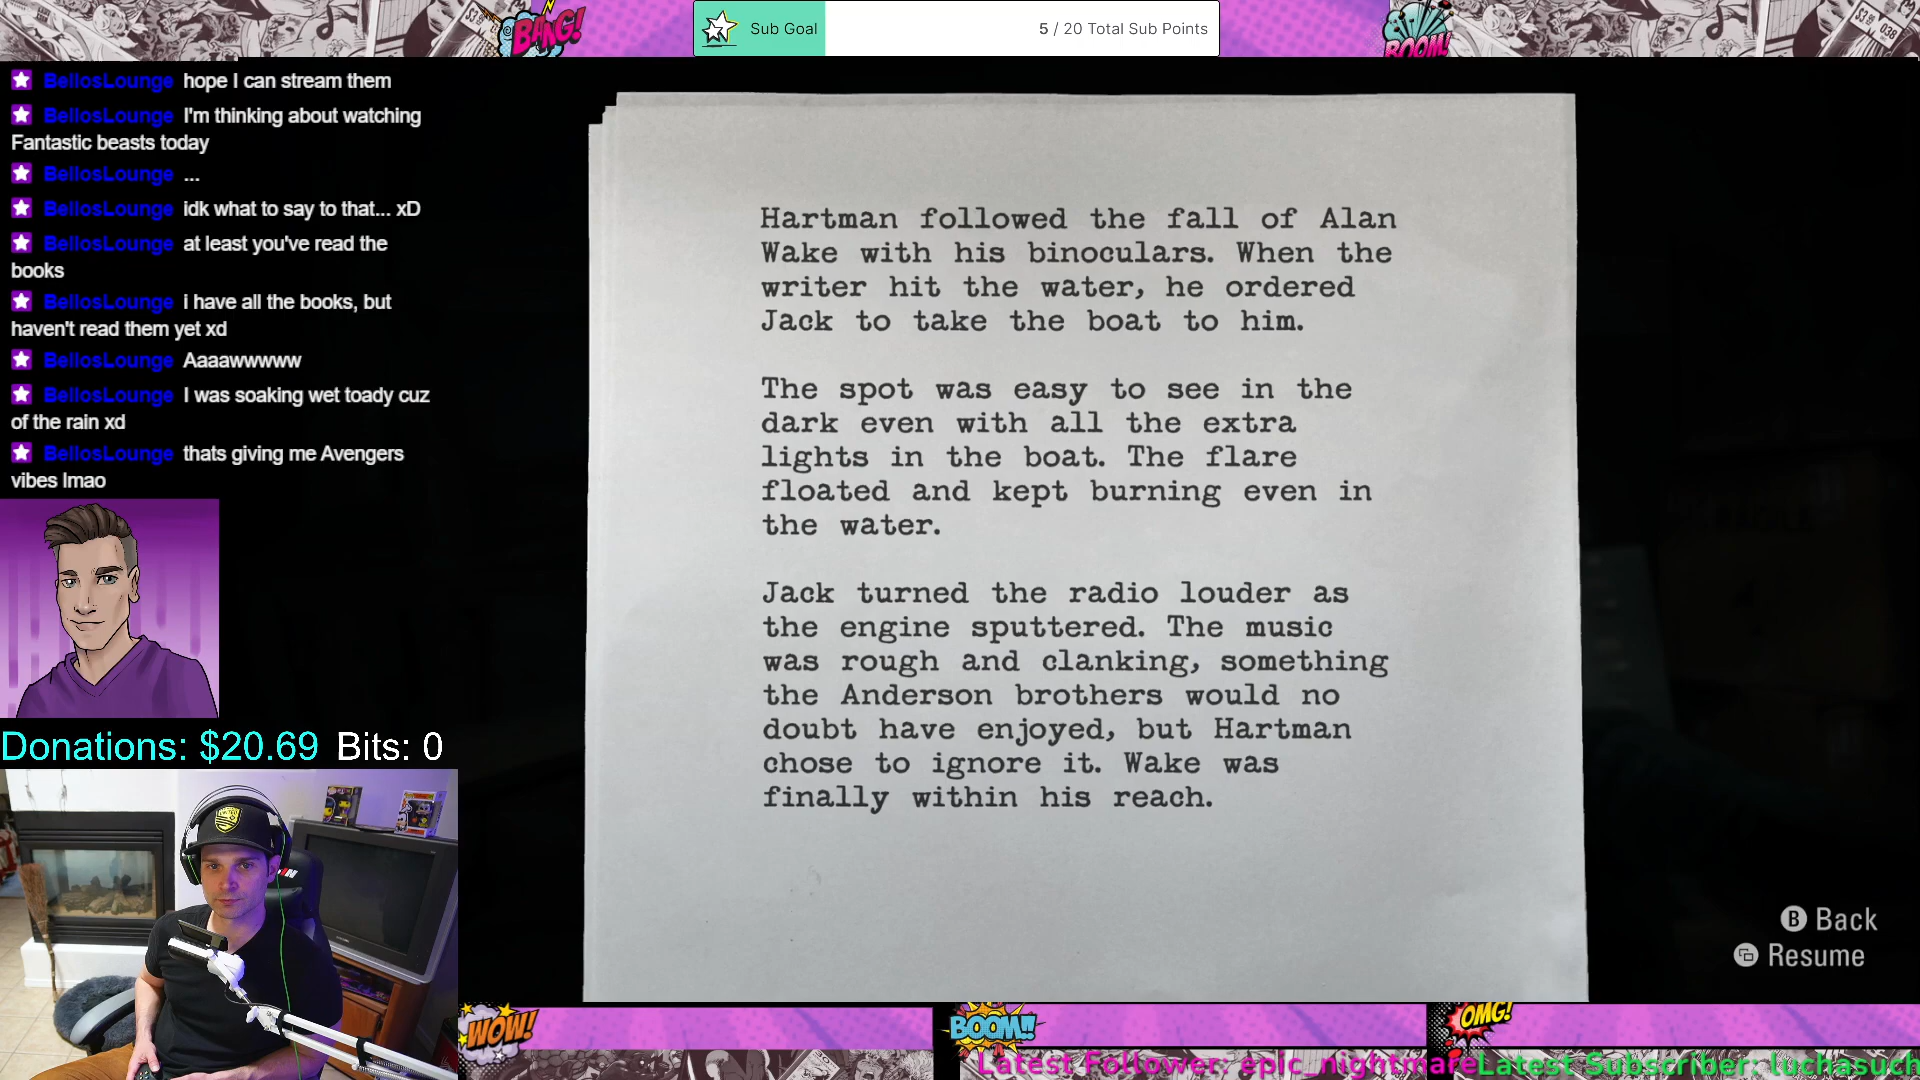 BANG!
Sub Goal
5 / 20 Total Sub Points
BOOM!
BellosLounge hope I can stream them
BellosLounge I'm thinking about watching
Fantastic beasts today
BellosLounge ...
BellosLounge idk what to say to that... xD
BellosLounge at least you've read the
books
BellosLounge i have all the books, but
haven't read them yet xd
BellosLounge Aaaawwwww
BellosLounge I was soaking wet toady cuz
of the rain xd
BellosLounge thats giving me Avengers
vibes lmao
Donations: $20.69 Bits: 0
Hartman followed the fall of Alan
Wake with his binoculars. When the
writer hit the water, he ordered
Jack to take the boat to him.
The spot was easy to see in the
dark even with all the extra
lights in the boat. The flare
floated and kept burning even in
the water.
Jack turned the radio louder as
the engine sputtered. The music
was rough and clanking, something
the Anderson brothers would no
doubt have enjoyed, but Hartman
chose to ignore it. Wake was
finally within his reach.
B Back
Resume
WOW!
BOOM!!
OMG!
Latest Follower: epic_nightmare
Latest Subscriber: luchasuch